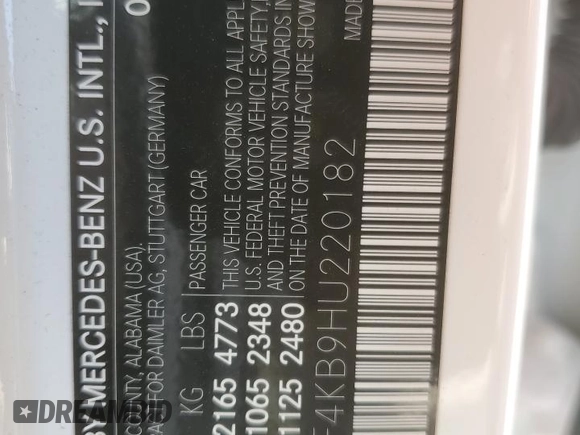 BY MERCEDES-BENZ U.S. INTL.,
COUNTY, ALABAMA (USA),
FOR DAIMLER AG, STUTTGART (GERMANY)
KG LBS PASSENGER CAR
2165 4773 THIS VEHICLE CONFORMS TO ALL
1065 2348 U.S. FEDERAL MOTOR VEHICLE SAFETY,
1125 2480 AND THEFT PREVENTION STANDARDS IN
ON THE DATE OF MANUFACTURE SHOW
4KB9HU220182
MADE
DREAMBID